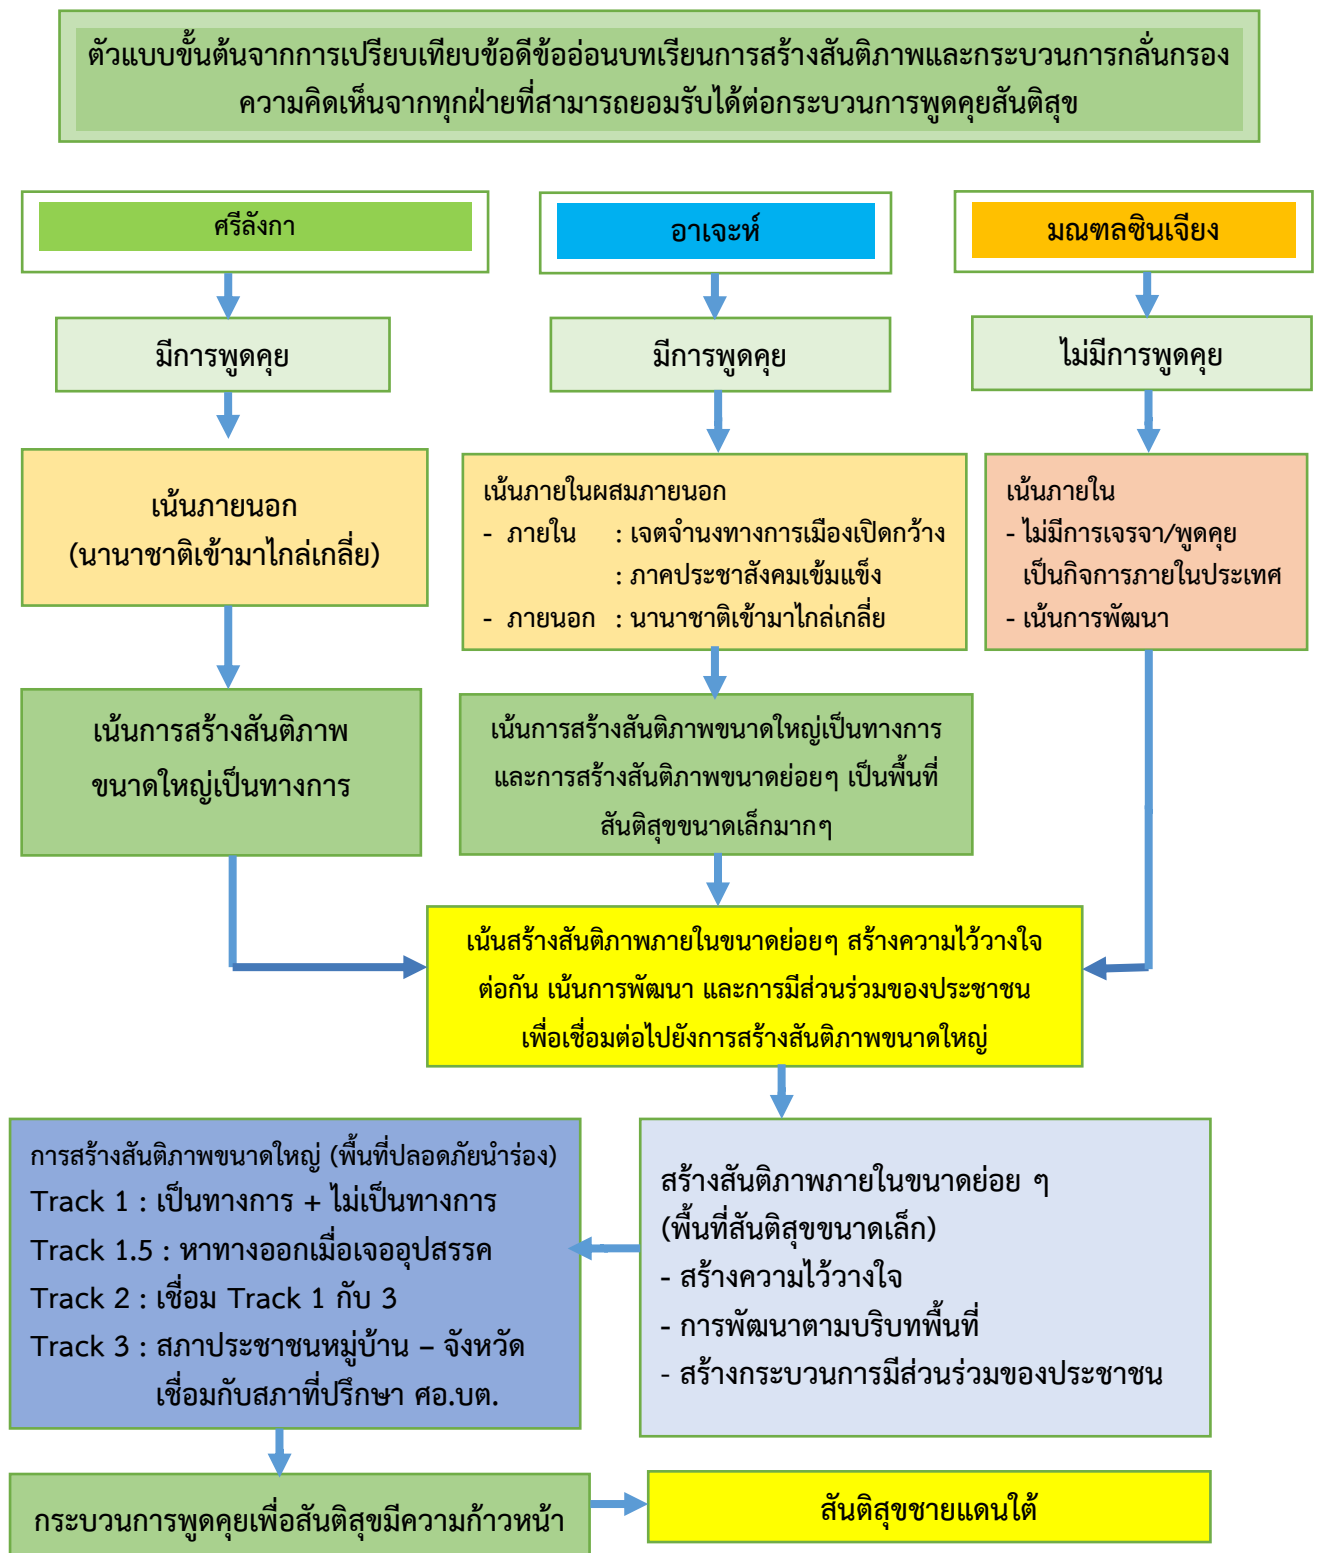 ตัวแบบขั้นต้นจากการเปรียบเทียบข้อดีข้ออ่อนบทเรียนการสร้างสันติภาพและกระบวนการกลั่นกรอง
ความคิดเห็นจากทุกฝ่ายที่สามารถยอมรับได้ต่อกระบวนการพูดคุยสันติสุข
ศรีลังกา
อาเจะห์
มณฑลซินเจียง
มีการพูดคุย
มีการพูดคุย
ไม่มีการพูดคุย
เน้นภายนอก
(นานาชาติเข้ามาไกล่เกลี่ย)
เน้นภายในผสมภายนอก
- ภายใน : เจตจำนงทางการเมืองเปิดกว้าง
: ภาคประชาสังคมเข้มแข็ง
- ภายนอก : นานาชาติเข้ามาไกล่เกลี่ย
เน้นภายใน
- ไม่มีการเจรจา/พูดคุย
เป็นกิจการภายในประเทศ
- เน้นการพัฒนา
เน้นการสร้างสันติภาพ
ขนาดใหญ่เป็นทางการ
เน้นการสร้างสันติภาพขนาดใหญ่เป็นทางการ
และการสร้างสันติภาพขนาดย่อยๆ เป็นพื้นที่
สันติสุขขนาดเล็กมากๆ
เน้นสร้างสันติภาพภายในขนาดย่อยๆ สร้างความไว้วางใจ
ต่อกัน เน้นการพัฒนา และการมีส่วนร่วมของประชาชน
เพื่อเชื่อมต่อไปยังการสร้างสันติภาพขนาดใหญ่
การสร้างสันติภาพขนาดใหญ่ (พื้นที่ปลอดภัยนำร่อง)
Track 1 : เป็นทางการ + ไม่เป็นทางการ
Track 1.5 : หาทางออกเมื่อเจออุปสรรค
Track 2 : เชื่อม Track 1 กับ 3
Track 3 : สภาประชาชนหมู่บ้าน – จังหวัด
เชื่อมกับสภาที่ปรึกษา ศอ.บต.
สร้างสันติภาพภายในขนาดย่อย ๆ
(พื้นที่สันติสุขขนาดเล็ก)
- สร้างความไว้วางใจ
- การพัฒนาตามบริบทพื้นที่
- สร้างกระบวนการมีส่วนร่วมของประชาชน
กระบวนการพูดคุยเพื่อสันติสุขมีความก้าวหน้า
สันติสุขชายแดนใต้